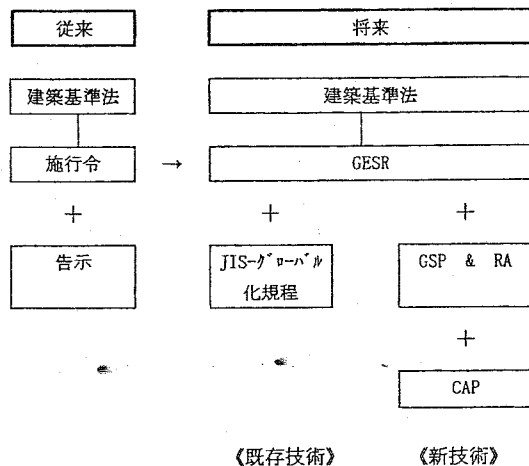 従来
将来
建築基準法
建築基準法
施行令
→
GESR
+
+
+
告示
JIS-グローバル
化規程
GSP & RA
+
CAP
《既存技術》
《新技術》